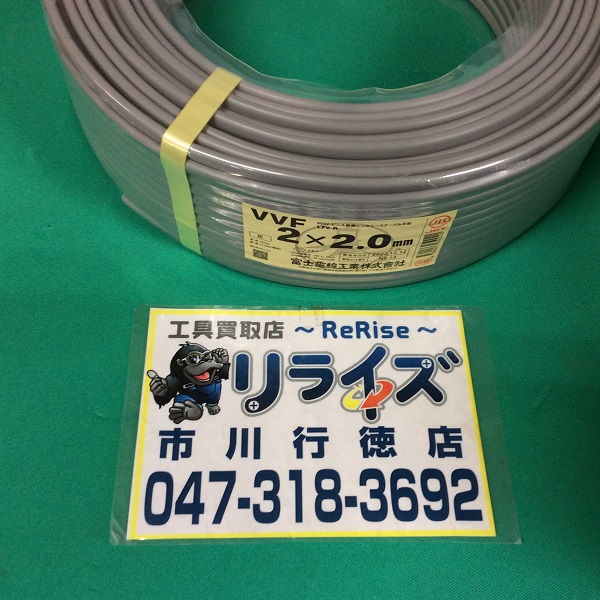 VVF
2×2.0mm
富士電線工業株式会社
工具買取店 ～ReRise～
リライズ
市川行徳店
047-318-3692